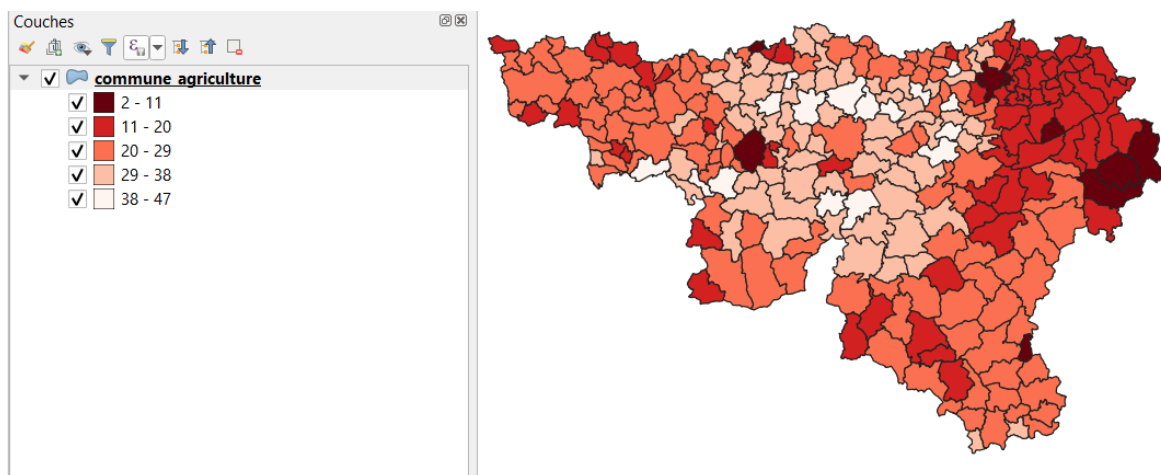 Couches
commune_agriculture
2 - 11
11 - 20
20 - 29
29 - 38
38 - 47